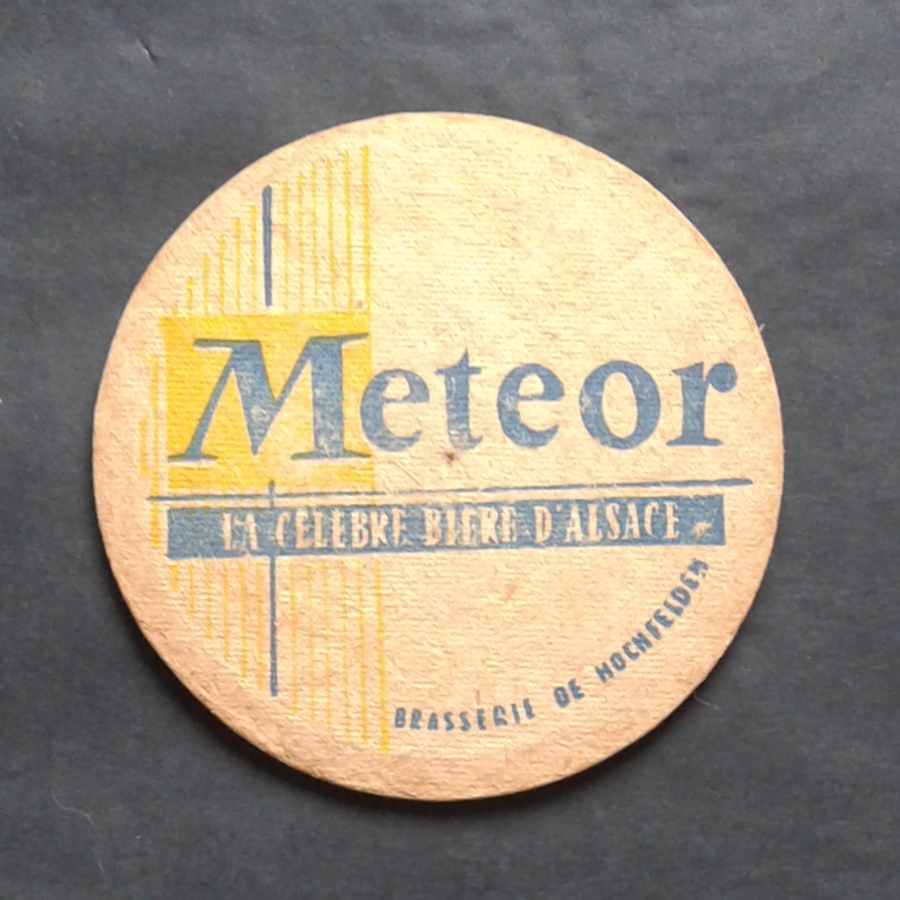 Meteor
LA CELEBRE BIERE D'ALSACE
BRASSERIE DE HOCHFELDEN